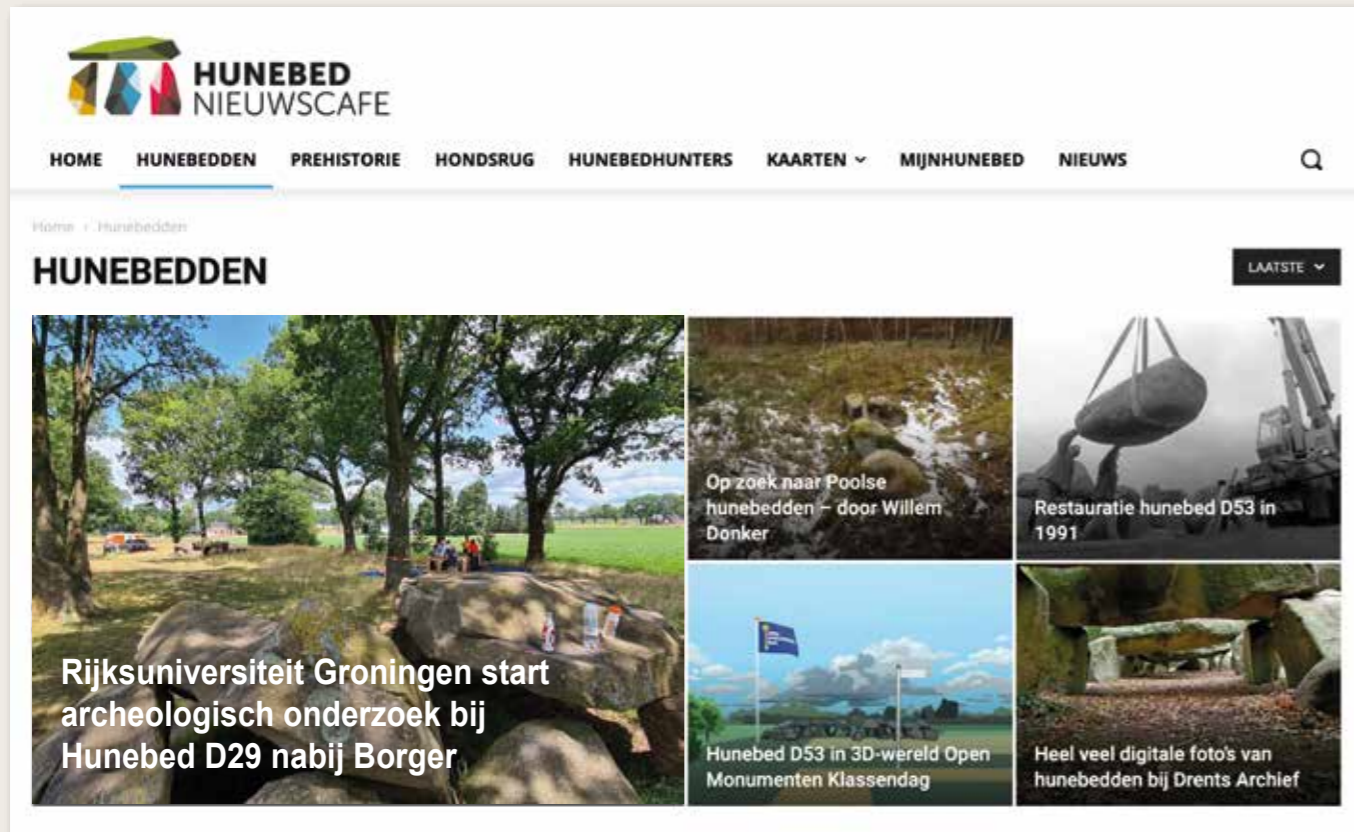 HUNEBED
NIEUWSCAFE
HOME HUNEBEDDEN PREHISTORIE HONDSRUG HUNEBEDHUNTERS KAARTEN MIJNHUNEBED NIEUWS
Home › Hunebedden
HUNEBEDDEN
LAATSTE
Rijksuniversiteit Groningen start
archeologisch onderzoek bij
Hunebed D29 nabij Borger
Op zoek naar Poolse
hunebedden – door Willem
Donker
Restauratie hunebed D53 in
1991
Hunebed D53 in 3D-wereld Open
Monumenten Klassendag
Heel veel digitale foto's van
hunebedden bij Drents Archief